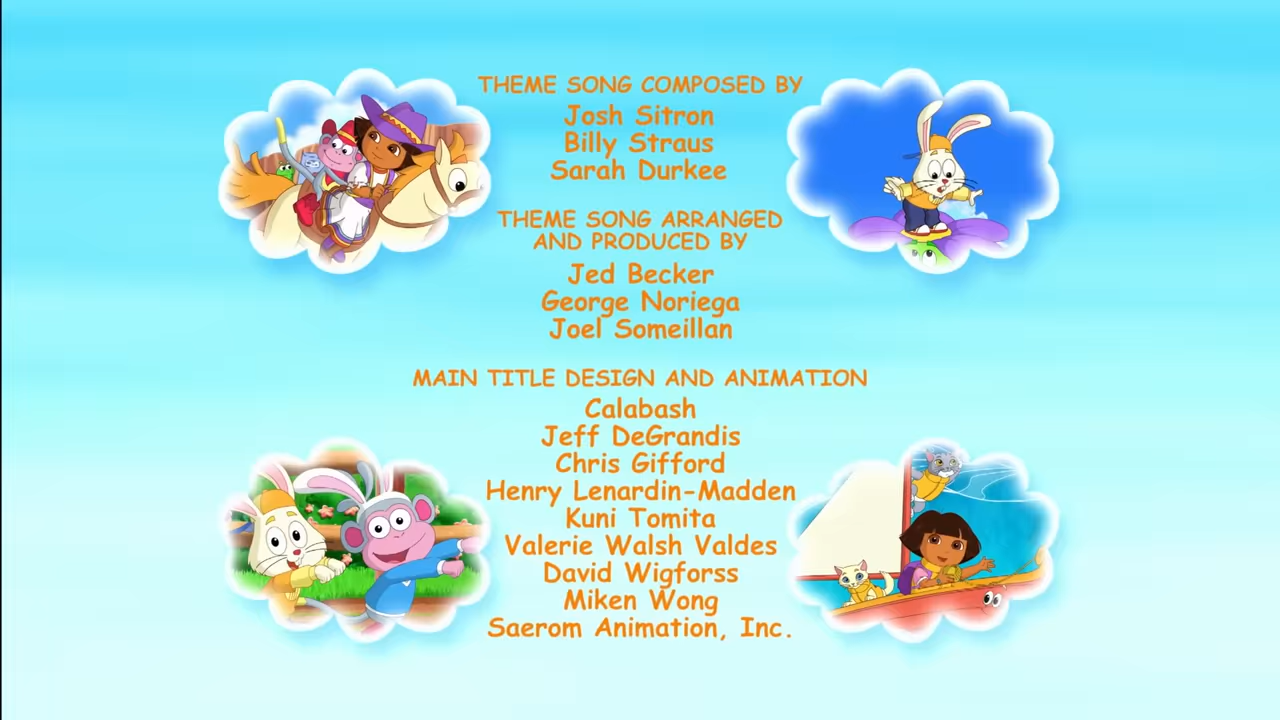 THEME SONG COMPOSED BY
Josh Sitron
Billy Straus
Sarah Durkee
THEME SONG ARRANGED
AND PRODUCED BY
Jed Becker
George Noriega
Joel Someillan
MAIN TITLE DESIGN AND ANIMATION
Calabash
Jeff DeGrandis
Chris Gifford
Henry Lenardin-Madden
Kuni Tomita
Valerie Walsh Valdes
David Wigforss
Miken Wong
Saerom Animation, Inc.